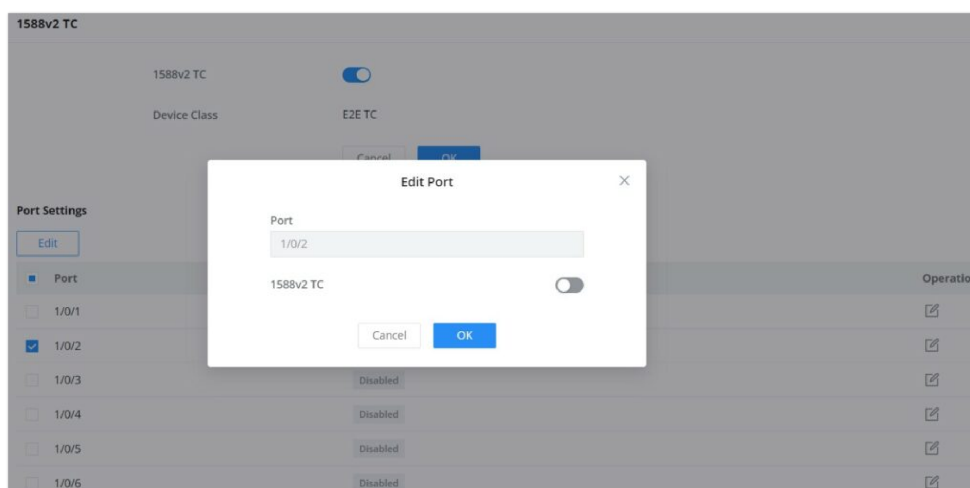 1588v2 TC
1588v2 TC
Device Class E2E TC
Cancel OK
Edit Port
Port Settings
Port
Edit
1/0/2
Port Operatio
1588v2 TC
1/0/1
Cancel OK
1/0/2
1/0/3 Disabled
1/0/4 Disabled
1/0/5 Disabled
1/0/6 Disabled